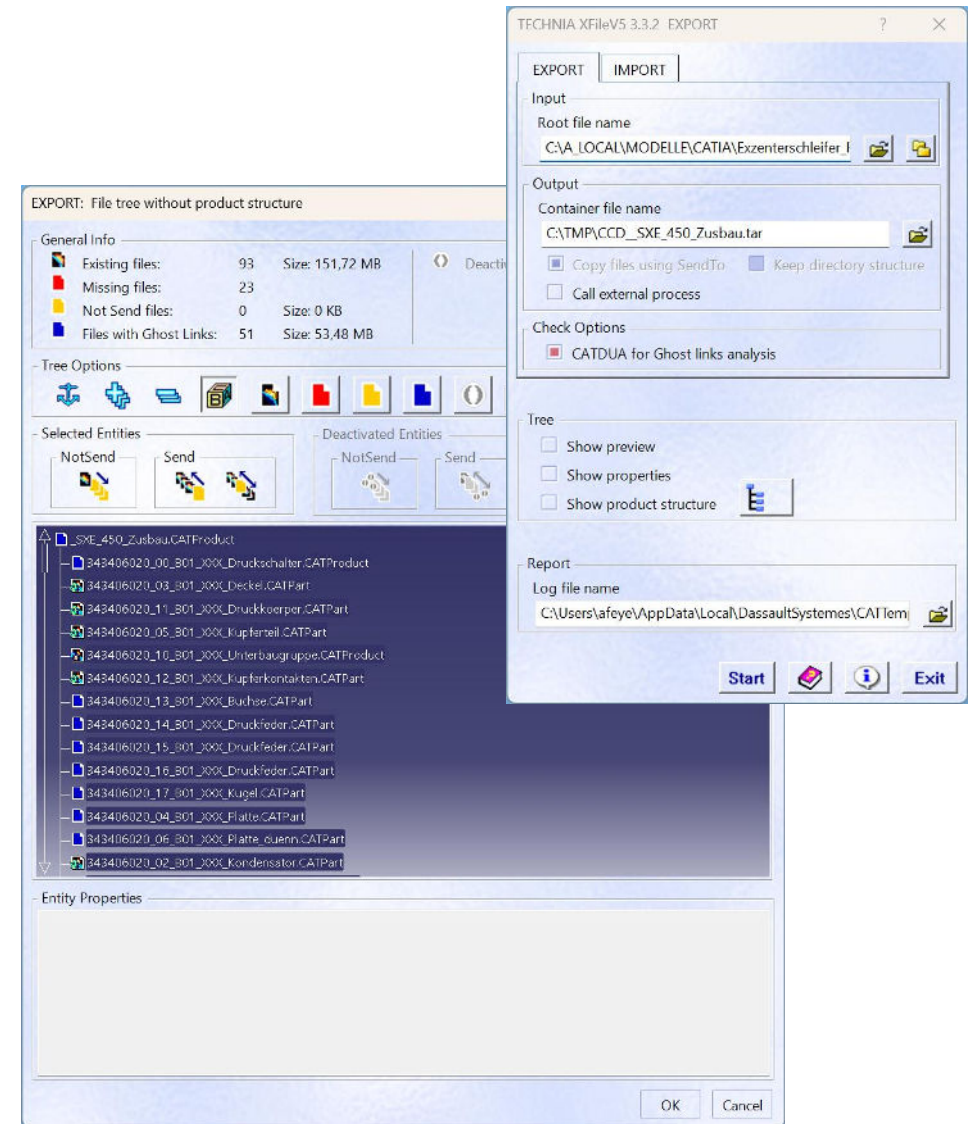 TECHNIA XFileV5 3.3.2 EXPORT ? ×
EXPORT IMPORT
Input
Root file name
C:\A_LOCAL\MODELLE\CATIA\Exzenterschleifer_
Output
Container file name
C:\TMP\CCD__SXE_450_Zusbau.tar
Copy files using SendTo Keep directory structure
Call external process
Check Options
CATDUA for Ghost links analysis
Tree
Show preview
Show properties
Show product structure
Report
Log file name
C:\Users\afeye\AppData\Local\DassaultSystemes\CATTem
Start Exit
EXPORT: File tree without product structure
General Info
Existing files: 93 Size: 151,72 MB Deactiv
Missing files: 23
Not Send files: 0 Size: 0 KB
Files with Ghost Links: 51 Size: 53,48 MB
Tree Options
Selected Entities Deactivated Entities
NotSend Send NotSend Send
_SXE_450_Zusbau.CATProduct
343406020_00_B01_XXX_Druckschalter.CATProduct
343406020_03_B01_XXX_Deckel.CATPart
343406020_11_B01_XXX_Druckkoerper.CATPart
343406020_05_B01_XXX_Kupferteil.CATPart
343406020_10_B01_XXX_Unterbaugruppe.CATProduct
343406020_12_B01_XXX_Kupferkontakten.CATPart
343406020_13_B01_XXX_Buchse.CATPart
343406020_14_B01_XXX_Druckfeder.CATPart
343406020_15_B01_XXX_Druckfeder.CATPart
343406020_16_B01_XXX_Druckfeder.CATPart
343406020_17_B01_XXX_Kugel.CATPart
343406020_04_B01_XXX_Platte.CATPart
343406020_06_B01_XXX_Platte_duenn.CATPart
343406020_02_B01_XXX_Kondensator.CATPart
Entity Properties
OK Cancel